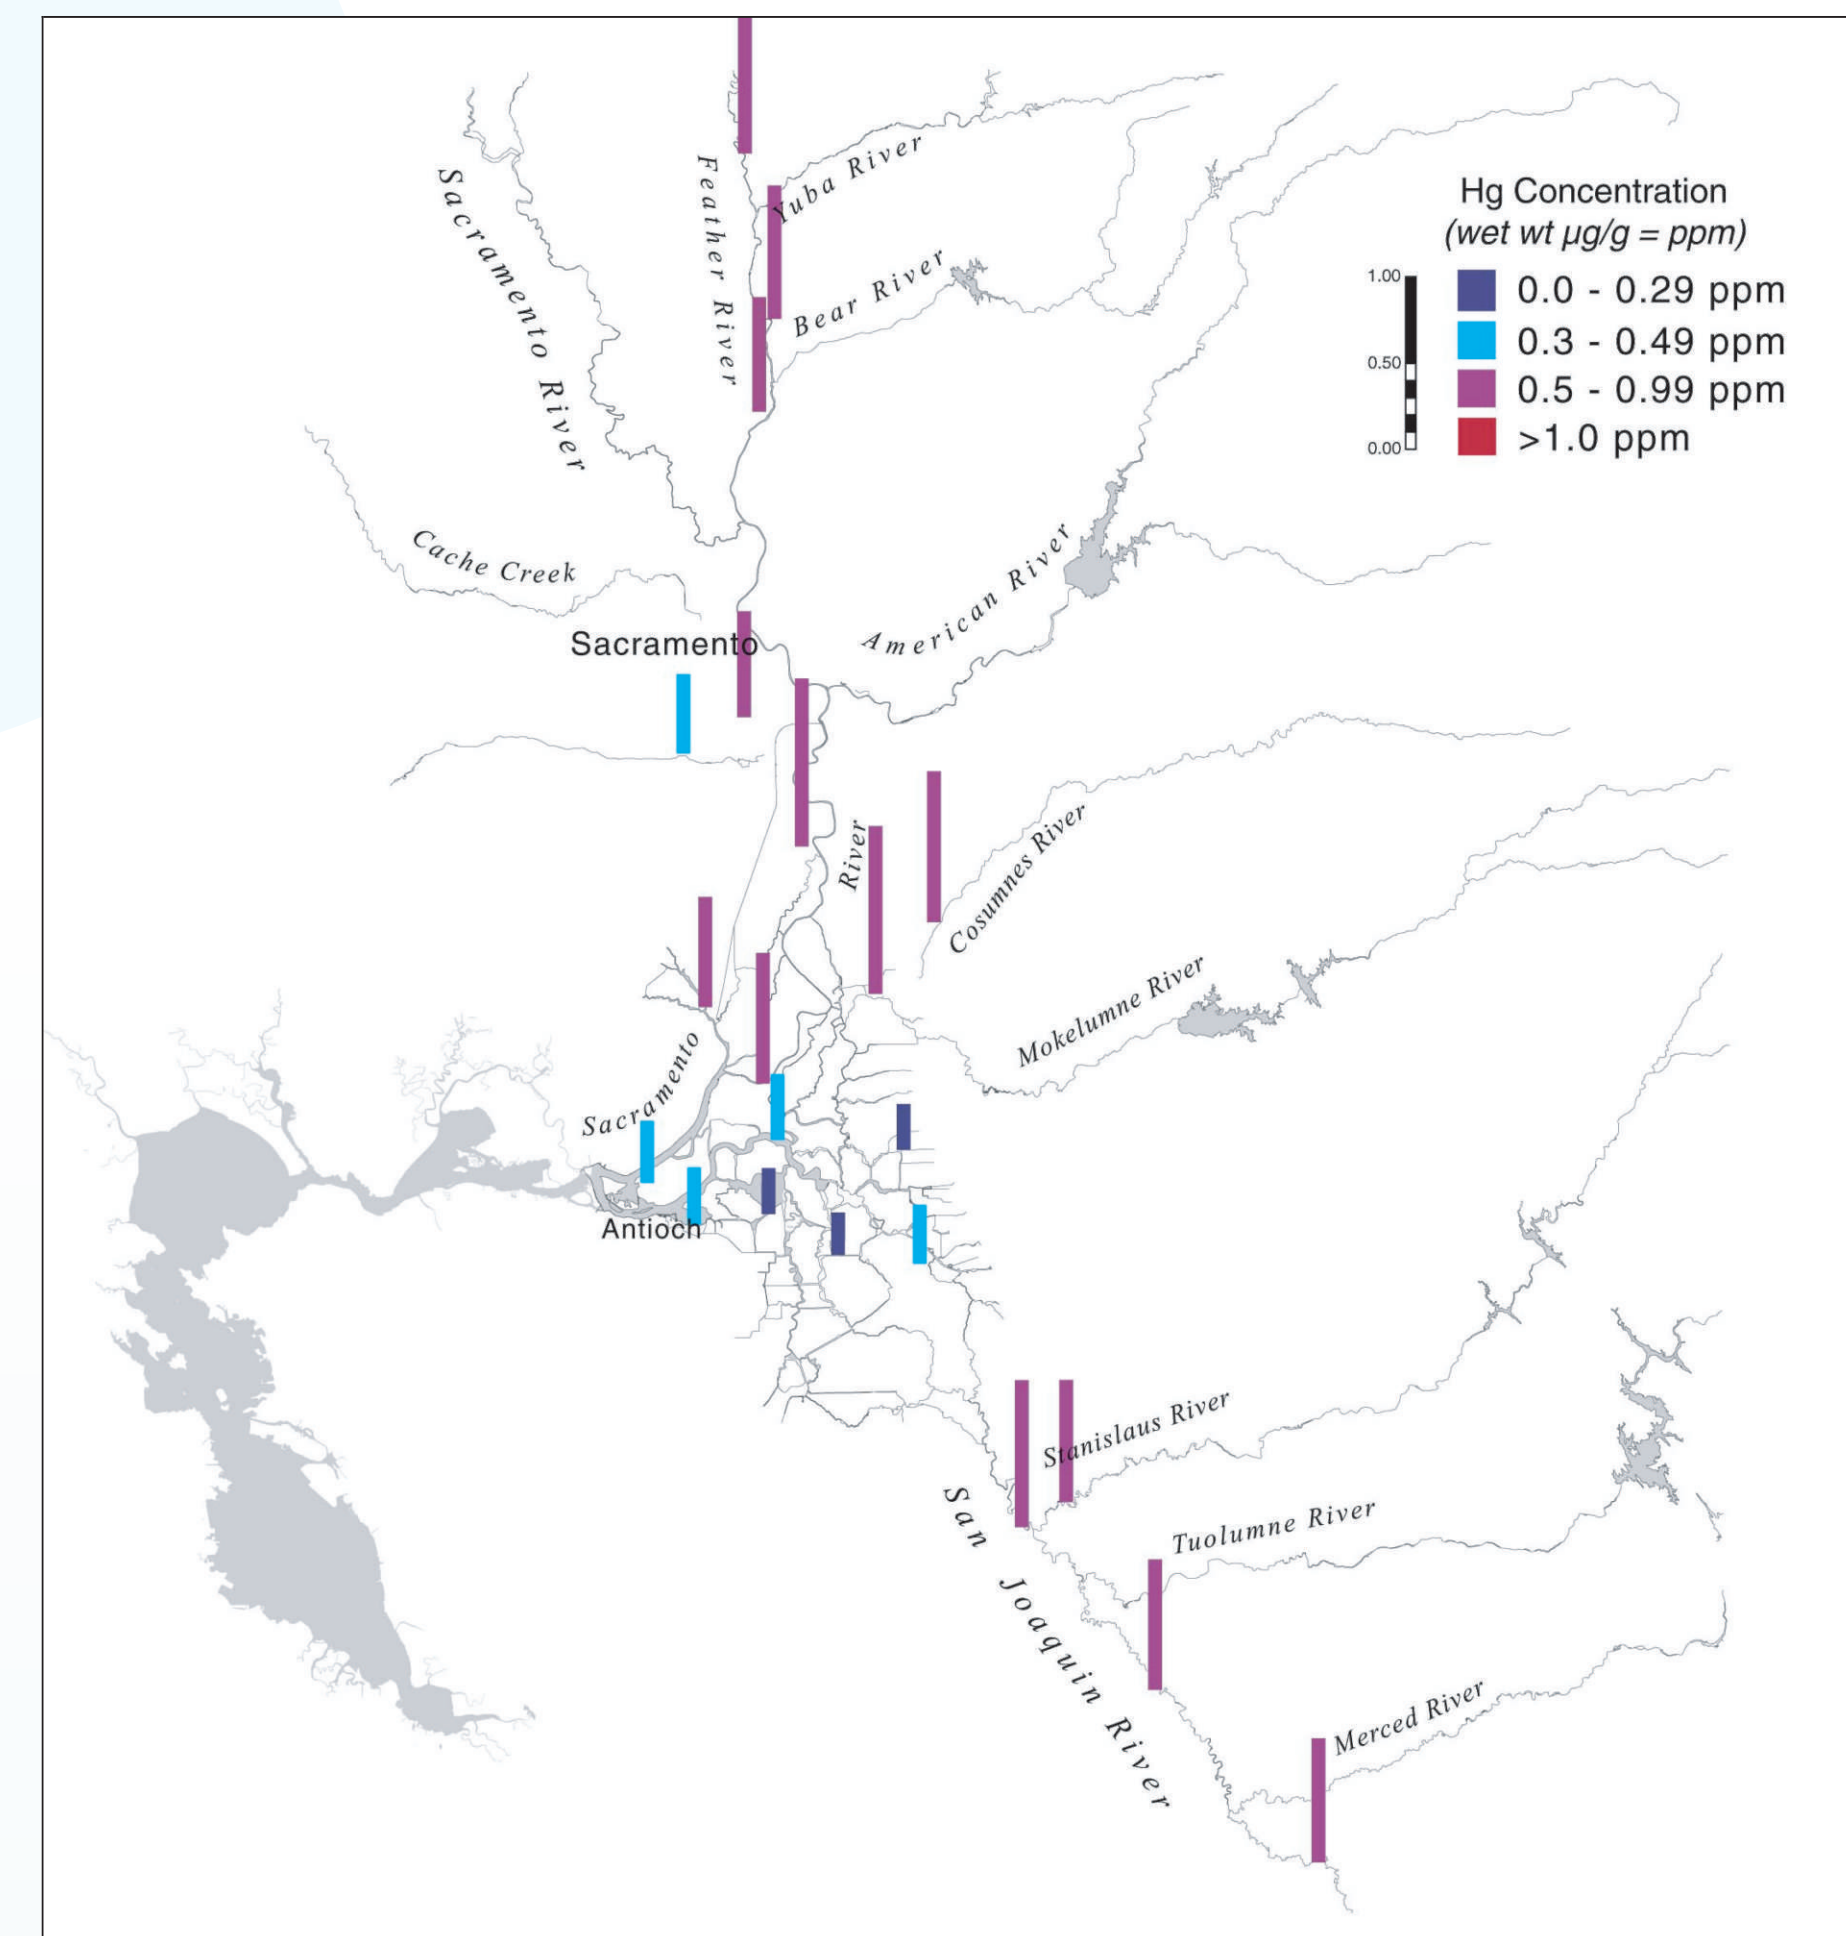 Yuba River
Feather River
Sacramento River
Bear River
Hg Concentration
(wet wt µg/g = ppm)
1.00
0.50
0.00
0.0 - 0.29 ppm
0.3 - 0.49 ppm
0.5 - 0.99 ppm
>1.0 ppm
Cache Creek
American River
Sacramento
River
Cosumnes River
Mokelumne River
Sacramento
Antioch
Stanislaus River
San Joaquin River
Tuolumne River
Merced River